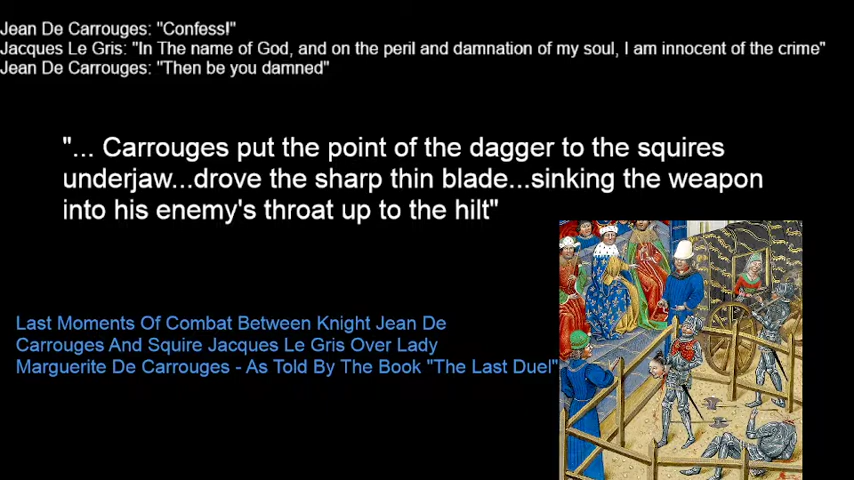 Jean De Carrouges: "Confess!"
Jacques Le Gris: "In The name of God, and on the peril and damnation of my soul, I am innocent of the crime"
Jean De Carrouges: "Then be you damned"
"... Carrouges put the point of the dagger to the squires
underjaw...drove the sharp thin blade...sinking the weapon
into his enemy's throat up to the hilt"
Last Moments Of Combat Between Knight Jean De
Carrouges And Squire Jacques Le Gris Over Lady
Marguerite De Carrouges - As Told By The Book "The Last Duel"